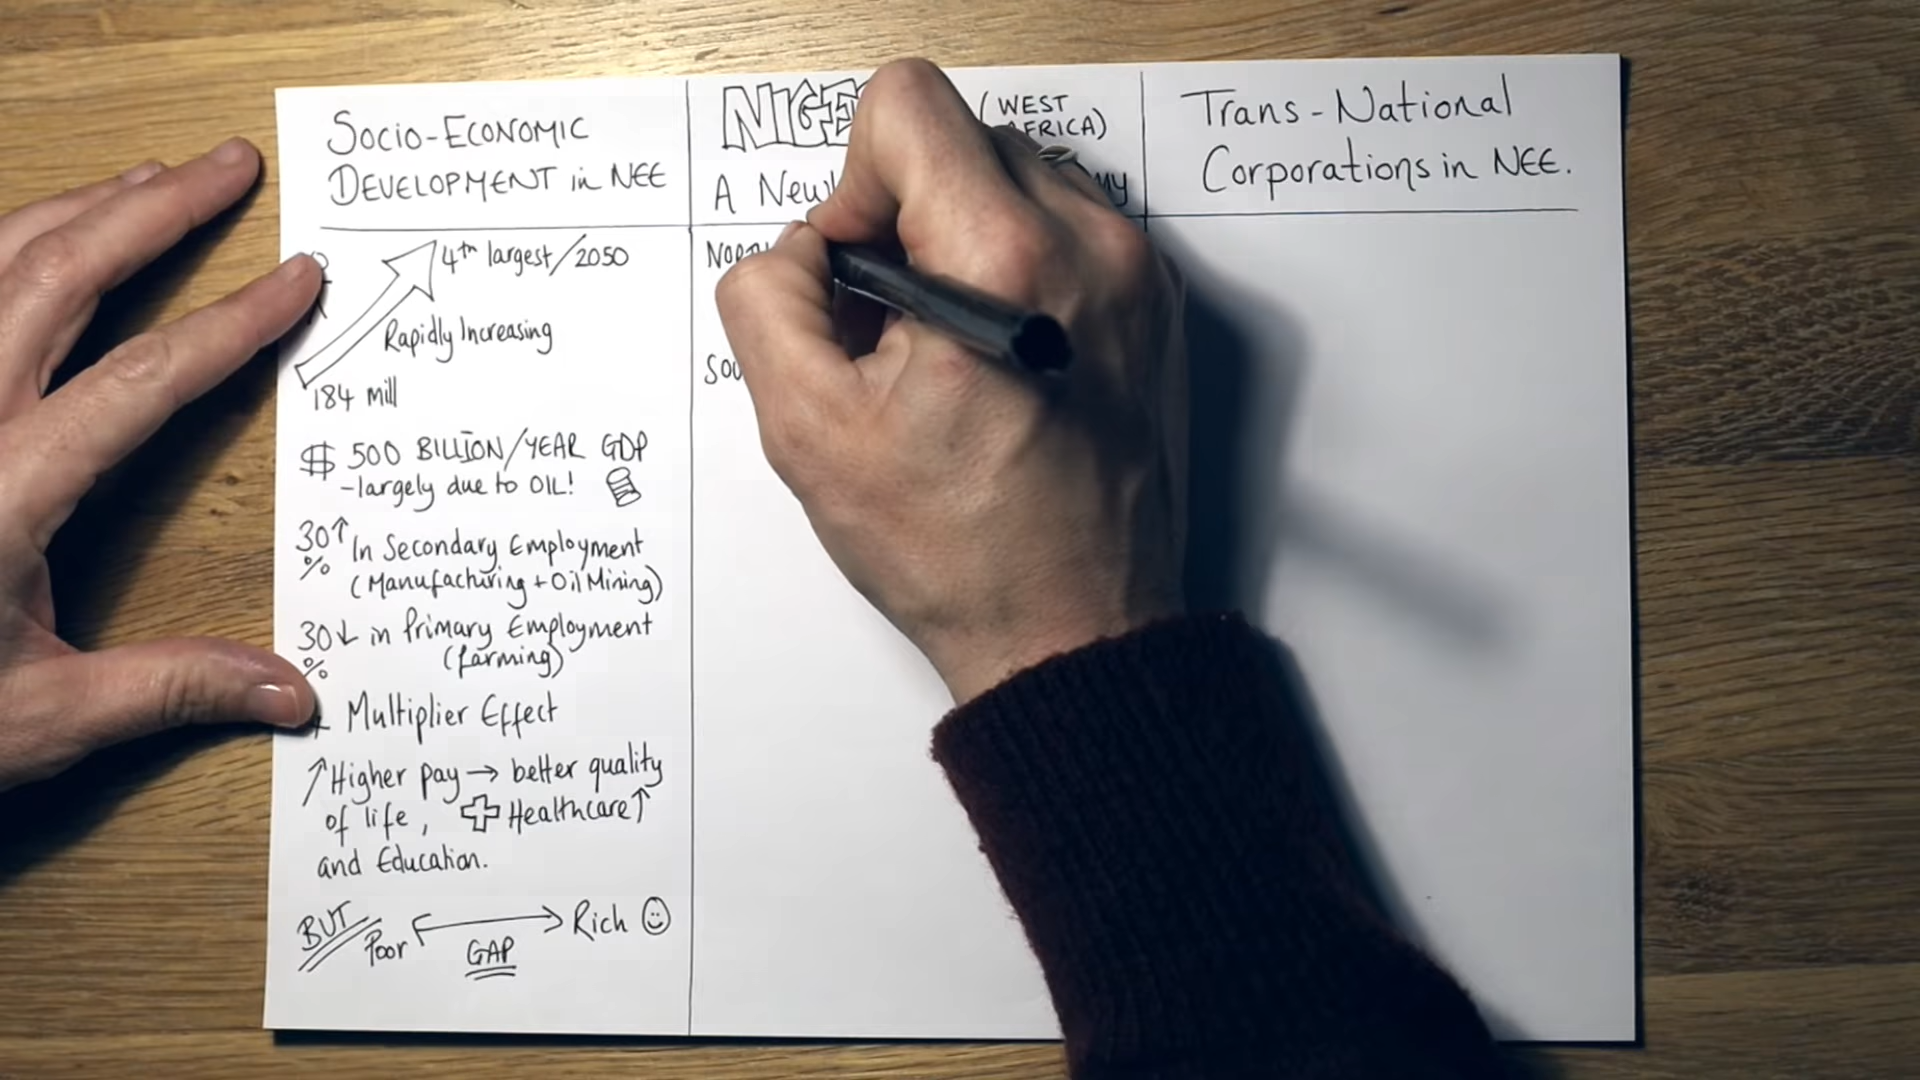 SOCIO-ECONOMIC
DEVELOPMENT in NEE
4th largest/2050
Rapidly Increasing
184 mill
$ 500 BILLION/YEAR GDP
-largely due to OIL!
30%↑ In Secondary Employment
(Manufacturing + Oil Mining)
30%↓ in Primary Employment
(farming)
Multiplier Effect
↑Higher pay → better quality
of life, Healthcare↑
and Education.
BUT Poor ↔ Rich
GAP
(WEST
AFRICA)
A
Trans-National
Corporations in NEE.